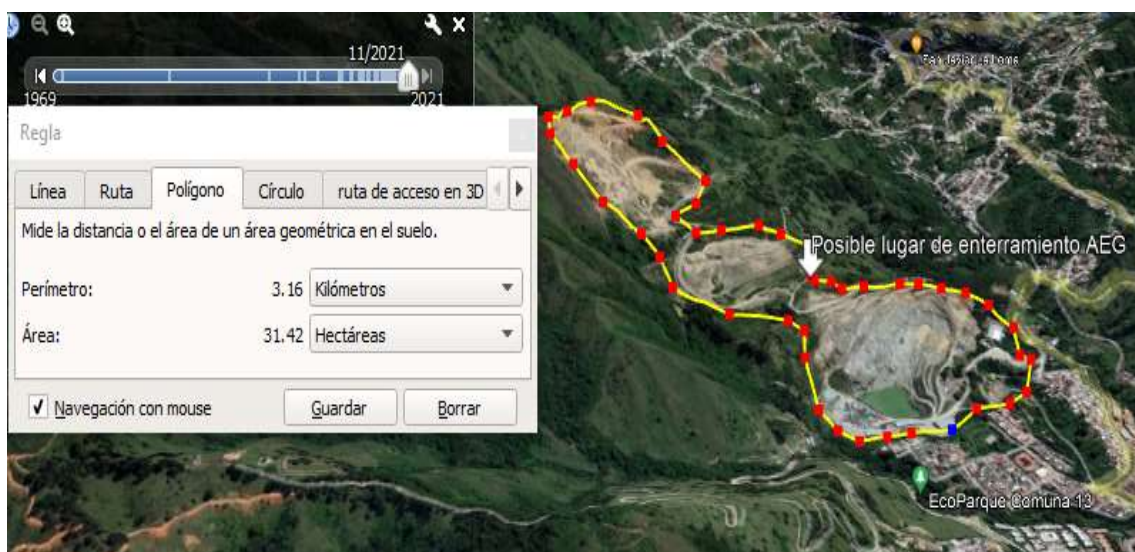 11/2021
1969
2021
Regla
Línea
Ruta
Polígono
Círculo
ruta de acceso en 3D
Mide la distancia o el área de un área geométrica en el suelo.
Perímetro:
3.16
Kilómetros
Área:
31.42
Hectáreas
Navegación con mouse
Guardar
Borrar
Posible lugar de enterramiento AEG
EcoParque Comuna 13